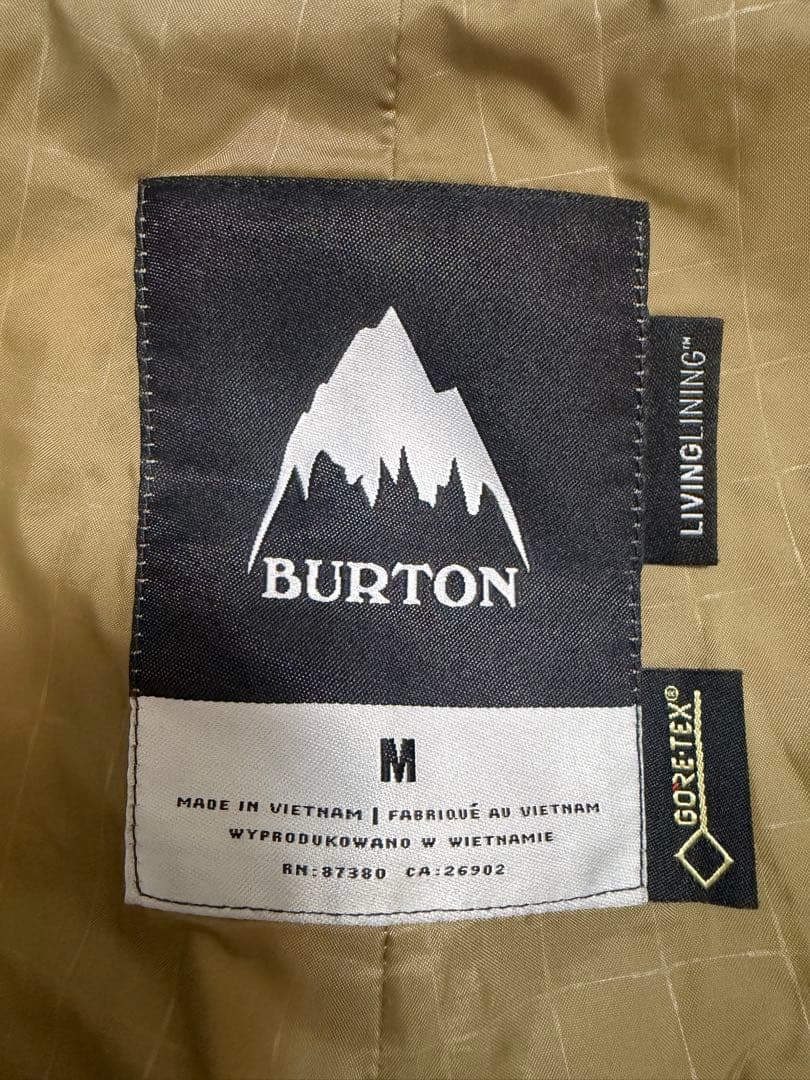 BURTON
M
MADE IN VIETNAM | FABRIQUÉ AU VIETNAM
WYPRODUKOWANO W WIETNAMIE
RN:87380 CA:26902
LIVINGLINING™
GORE-TEX®